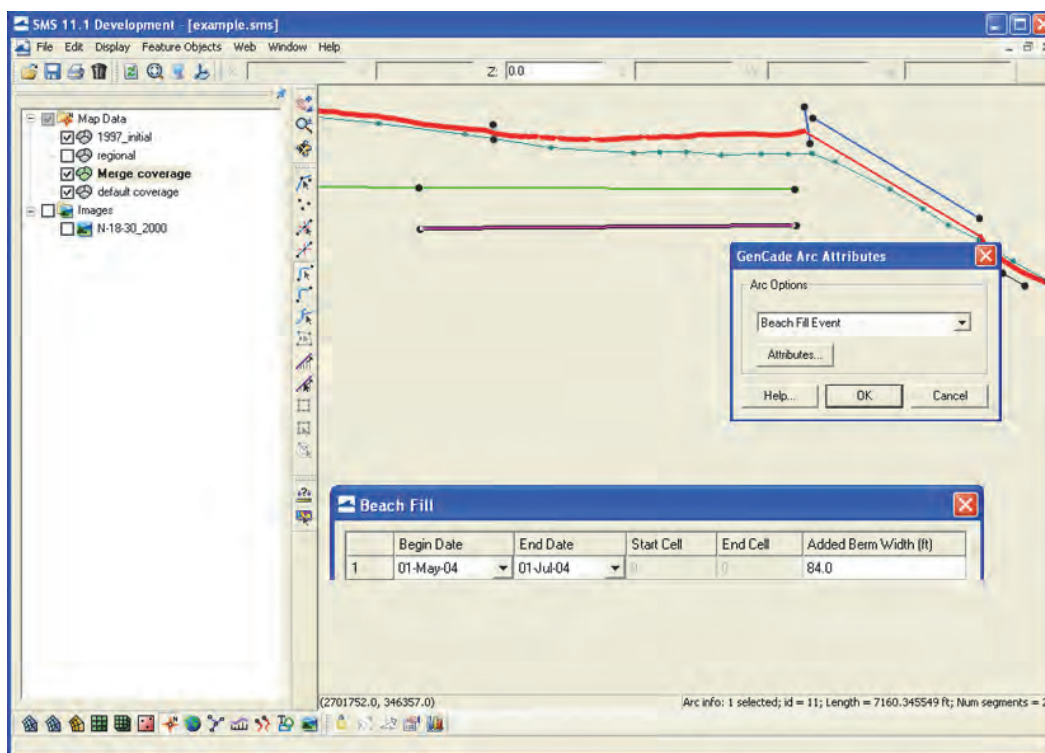 SMS 11.1 Development - [example.sms]
File Edit Display Feature Objects Web Window Help
Z: 0.0
Map Data
1997_initial
regional
Merge coverage
default coverage
Images
N-18-30_2000
GenCade Arc Attributes
Arc Options
Beach Fill Event
Attributes...
Help... OK Cancel
Beach Fill
Begin Date End Date Start Cell End Cell Added Berm Width (ft)
1 01-May-04 01-Jul-04 0 0 84.0
(2701752.0, 346357.0) Arc info: 1 selected; id = 11; Length = 7160.345549 ft; Num segments = 2